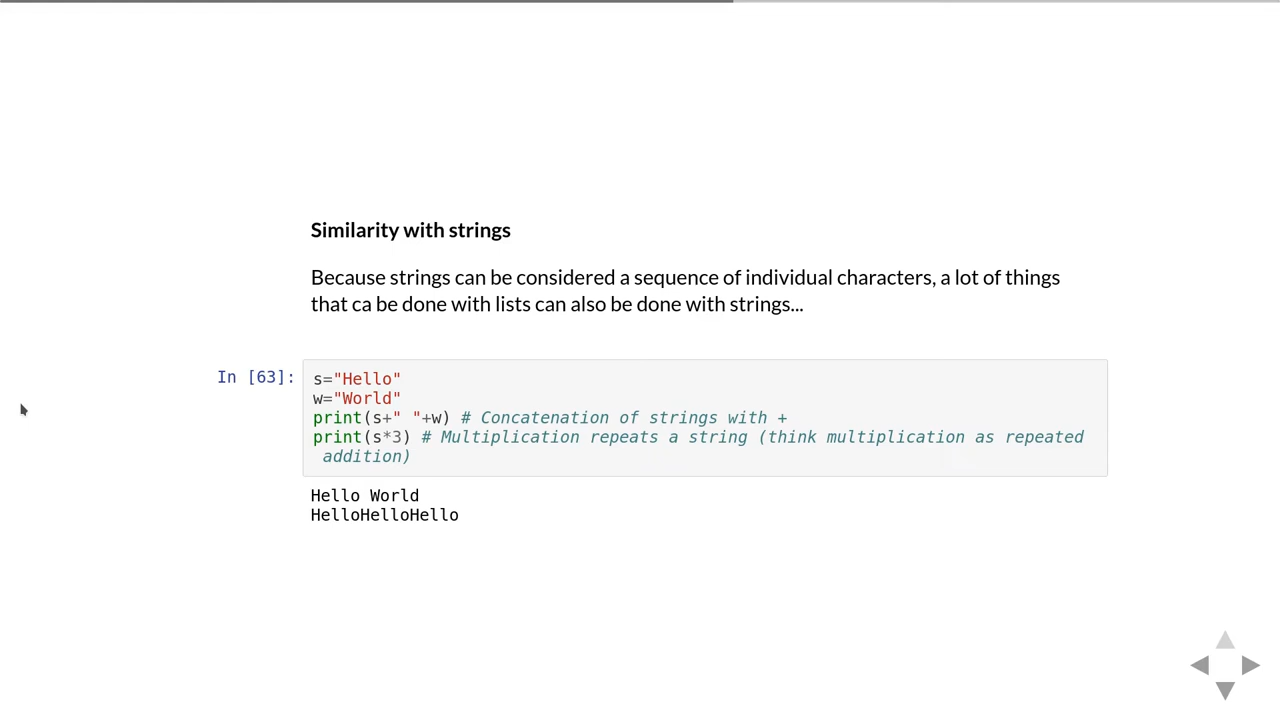 Similarity with strings
Because strings can be considered a sequence of individual characters, a lot of things
that ca be done with lists can also be done with strings...
In [63]:
s="Hello"
w="World"
print(s+" "+w) # Concatenation of strings with +
print(s*3) # Multiplication repeats a string (think multiplication as repeated
addition)
Hello World
HelloHelloHello